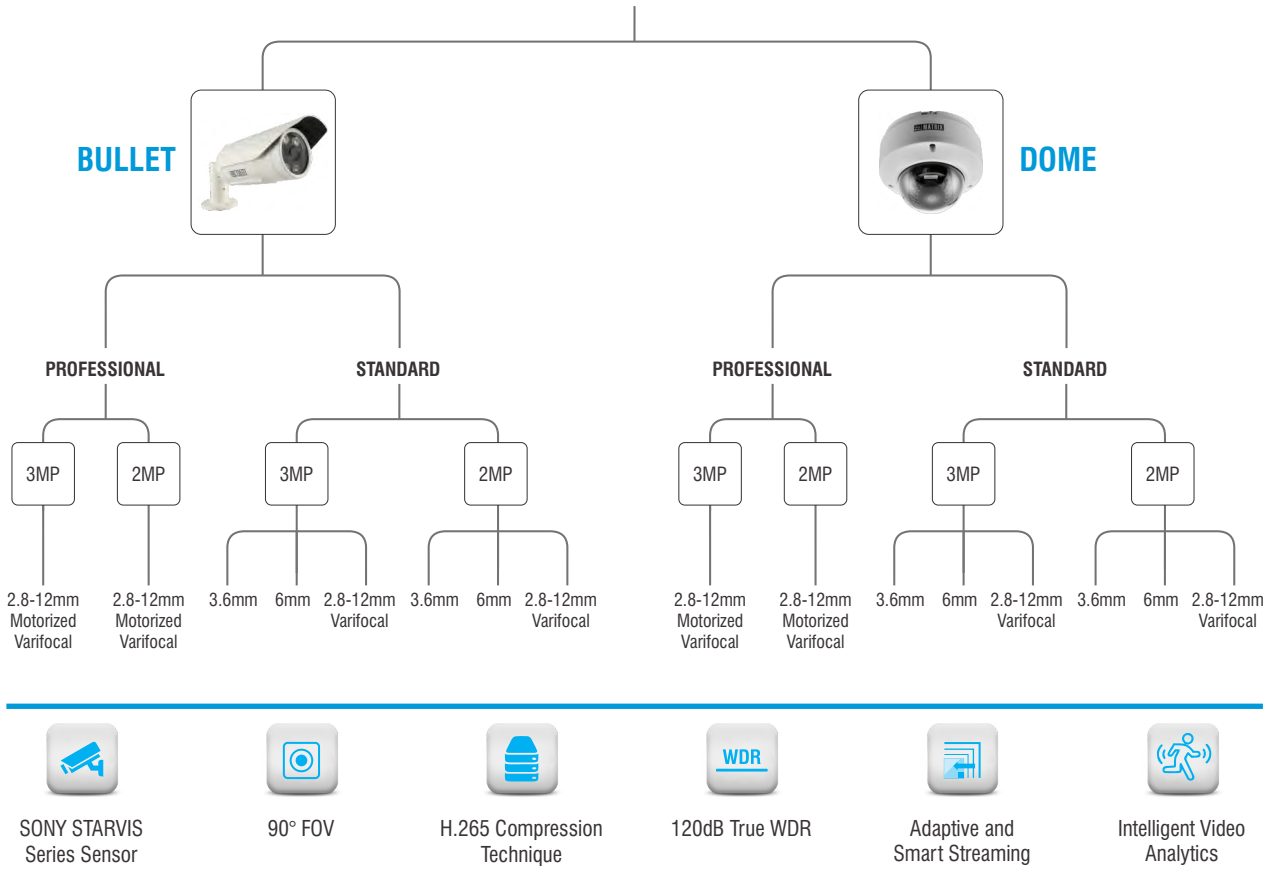 BULLET
MATRIX
DOME
PROFESSIONAL
STANDARD
PROFESSIONAL
STANDARD
3MP
2MP
3MP
2MP
3MP
2MP
3MP
2MP
2.8-12mm
Motorized
Varifocal
2.8-12mm
Motorized
Varifocal
3.6mm
6mm
2.8-12mm
Varifocal
3.6mm
6mm
2.8-12mm
Varifocal
2.8-12mm
Motorized
Varifocal
2.8-12mm
Motorized
Varifocal
3.6mm
6mm
2.8-12mm
Varifocal
3.6mm
6mm
2.8-12mm
Varifocal
WDR
SONY STARVIS
Series Sensor
90° FOV
H.265 Compression
Technique
120dB True WDR
Adaptive and
Smart Streaming
Intelligent Video
Analytics